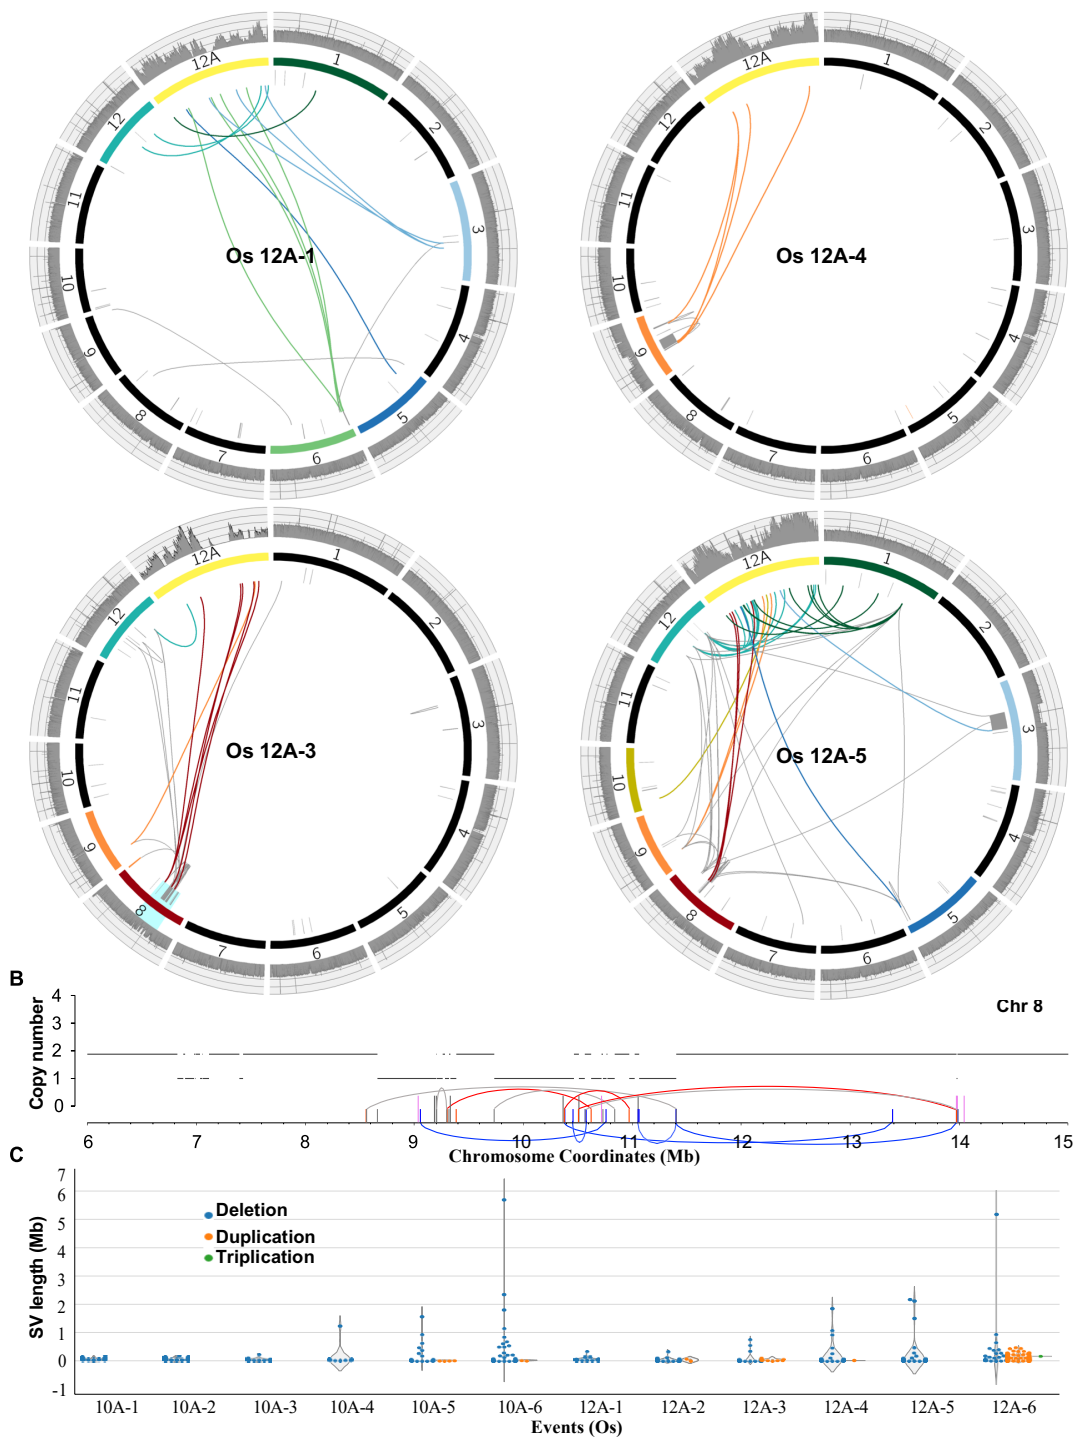 12A 1
12 2
11 3
10 4
9 5
8 6
7
Os 12A-1
12A 1
12 2
11 3
10 4
9 5
8 6
7
Os 12A-4
12A 1
12 2
11 3
10 4
9 5
8 6
7
Os 12A-3
12A 1
12 2
11 3
10 4
9 5
8 6
7
Os 12A-5
B
Chr 8
Copy number
4
3
2
1
0
6 7 8 9 10 11 12 13 14 15
Chromosome Coordinates (Mb)
C
SV length (Mb)
7
6
5
4
3
2
1
0
-1
Deletion
Duplication
Triplication
10A-1 10A-2 10A-3 10A-4 10A-5 10A-6 12A-1 12A-2 12A-3 12A-4 12A-5 12A-6
Events (Os)